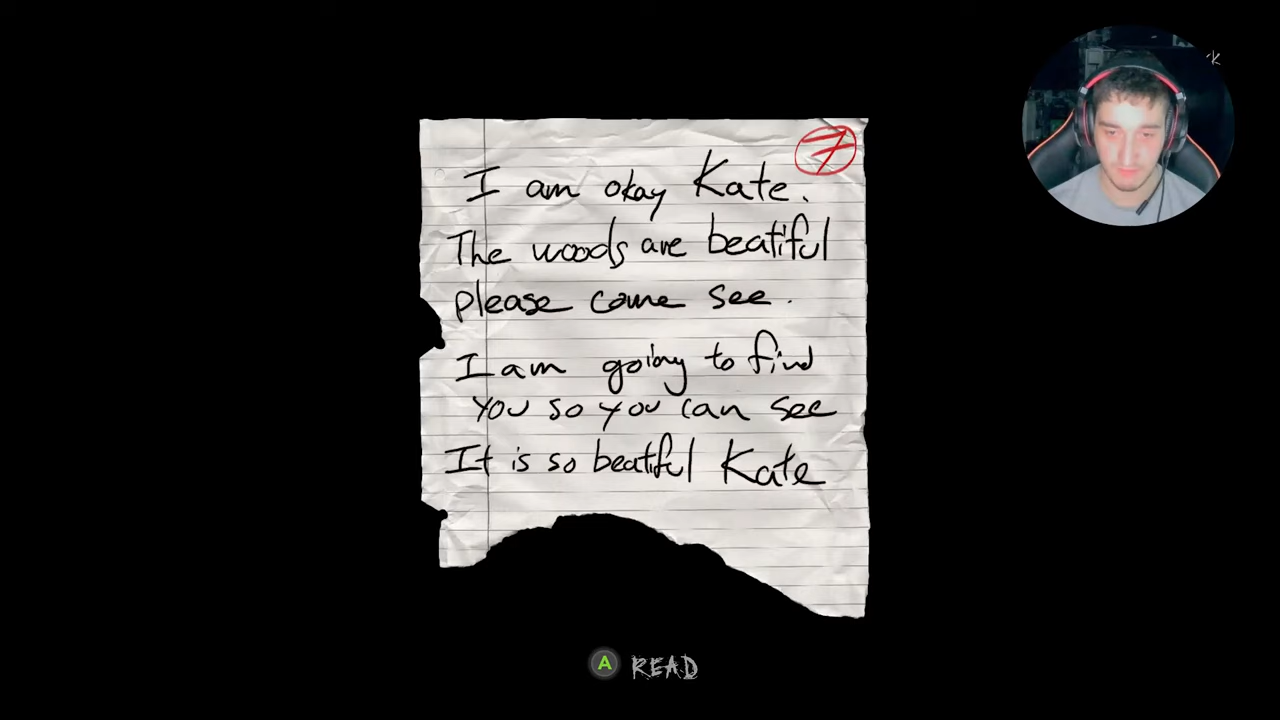 7
I am okay Kate.
The woods are beatiful
please come see.
I am going to find
you so you can see
It is so beatiful Kate
A READ